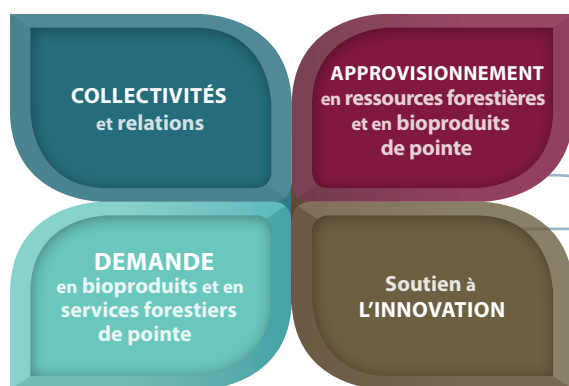 COLLECTIVITÉS
et relations
APPROVISIONNEMENT
en ressources forestières
et en bioproduits
de pointe
DEMANDE
en bioproduits et en
services forestiers
de pointe
Soutien à
L'INNOVATION